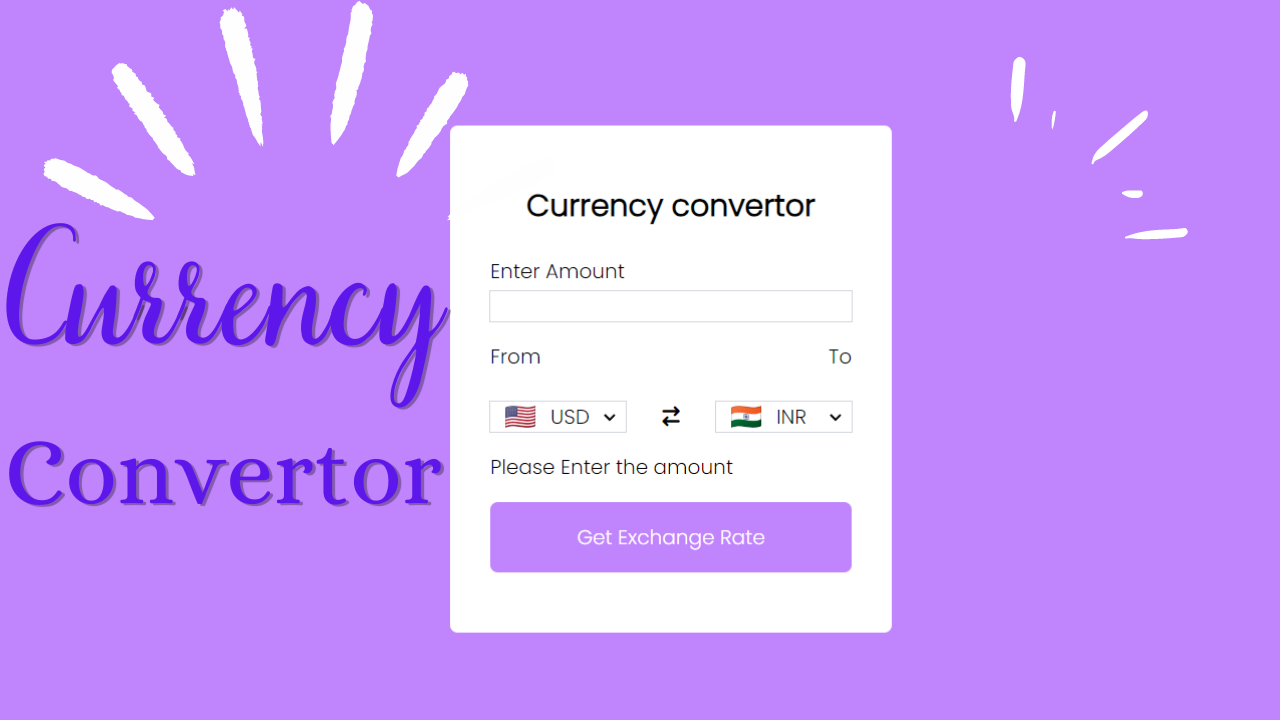 Currency
Convertor
Currency convertor
Enter Amount
From To
USD INR
Please Enter the amount
Get Exchange Rate